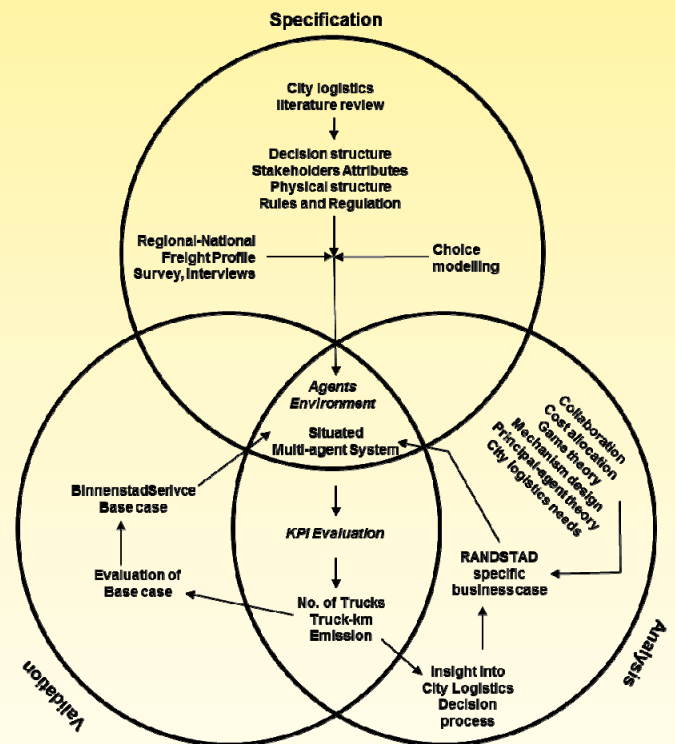 Specification
City logistics
literature review
Decision structure
Stakeholders Attributes
Physical structure
Rules and Regulation
Regional-National
Freight Profile
Survey, Interviews
Choice
modelling
Agents
Environment
Situated
Multi-agent System
Collaboration
Cost allocation
Game theory
Mechanism design
Principal-agent theory
City logistics needs
BinnenstadSerivce
Base case
KPI Evaluation
RANDSTAD
specific
business case
Evaluation of
Base case
No. of Trucks
Truck-km
Emission
Insight into
City Logistics
Decision
process
Validation
Analysis